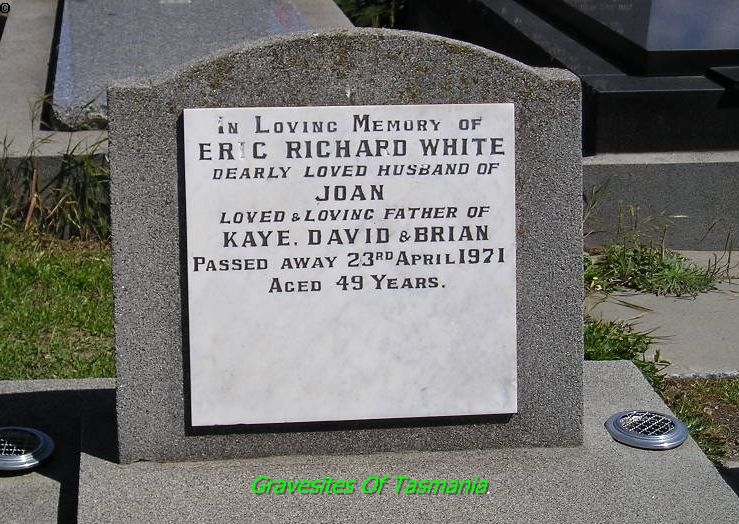 ©
In Loving Memory of
ERIC RICHARD WHITE
DEARLY LOVED HUSBAND OF
JOAN
LOVED & LOVING FATHER OF
KAYE, DAVID & BRIAN
PASSED AWAY 23RD APRIL 1971
AGED 49 YEARS.
Gravesites Of Tasmania